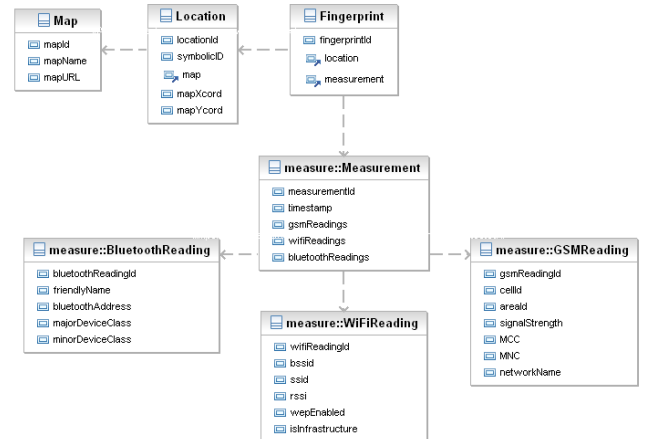 Map
mapId
mapName
mapURL
Location
locationId
symbolicID
map
mapXcord
mapYcord
Fingerprint
fingerprintId
location
measurement
measure::Measurement
measurementId
timestamp
gsmReadings
wifiReadings
bluetoothReadings
measure::BluetoothReading
bluetoothReadingId
friendlyName
bluetoothAddress
majorDeviceClass
minorDeviceClass
measure::WiFiReading
wifiReadingId
bssid
ssid
rssi
wepEnabled
isInfrastructure
measure::GSMReading
gsmReadingId
cellId
areaId
signalStrength
MCC
MNC
networkName